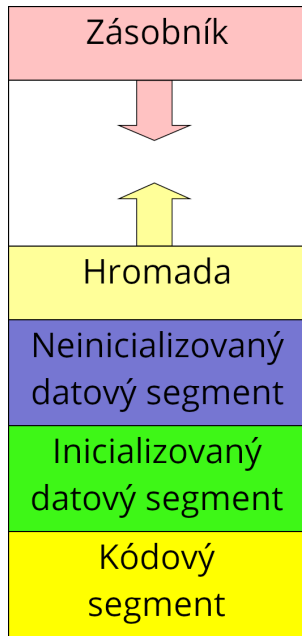 Zásobník
Hromada
Neinicializovaný
datový segment
Inicializovaný
datový segment
Kódový
segment